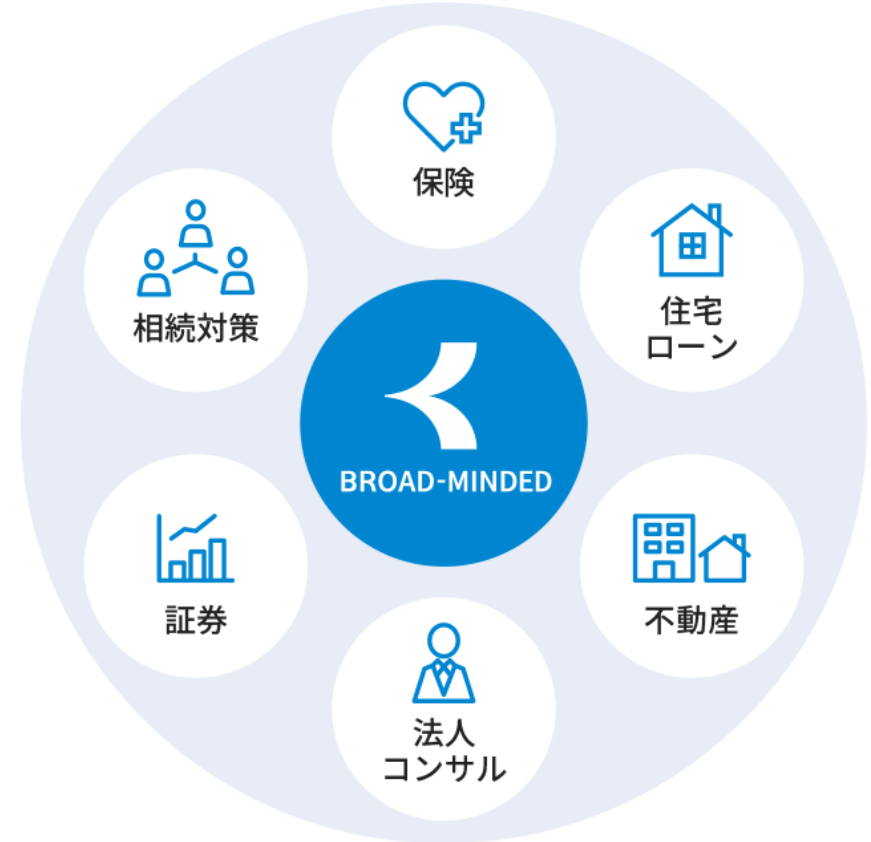 保険
住宅
ローン
不動産
法人
コンサル
証券
相続対策
BROAD-MINDED